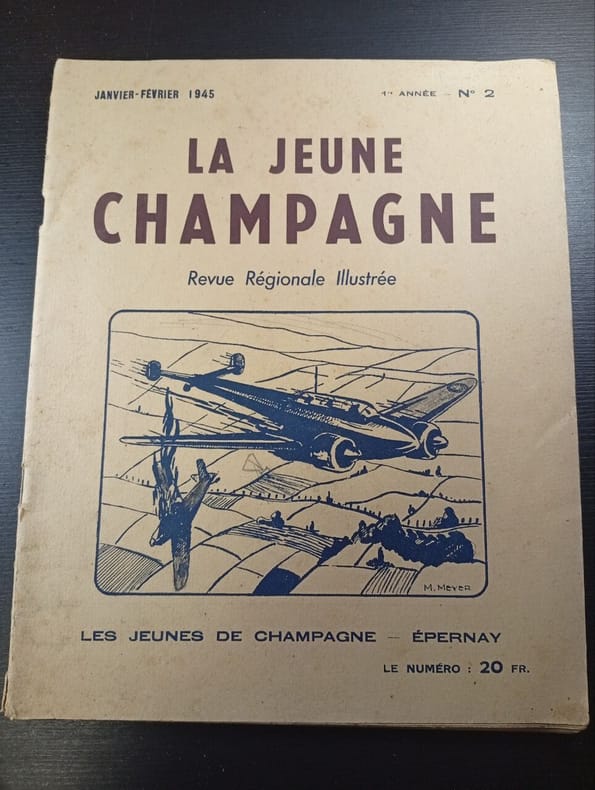 JANVIER-FÉVRIER 1945
1re ANNÉE - N° 2
LA JEUNE
CHAMPAGNE
Revue Régionale Illustrée
M. MEYER
LES JEUNES DE CHAMPAGNE - ÉPERNAY
LE NUMÉRO : 20 FR.